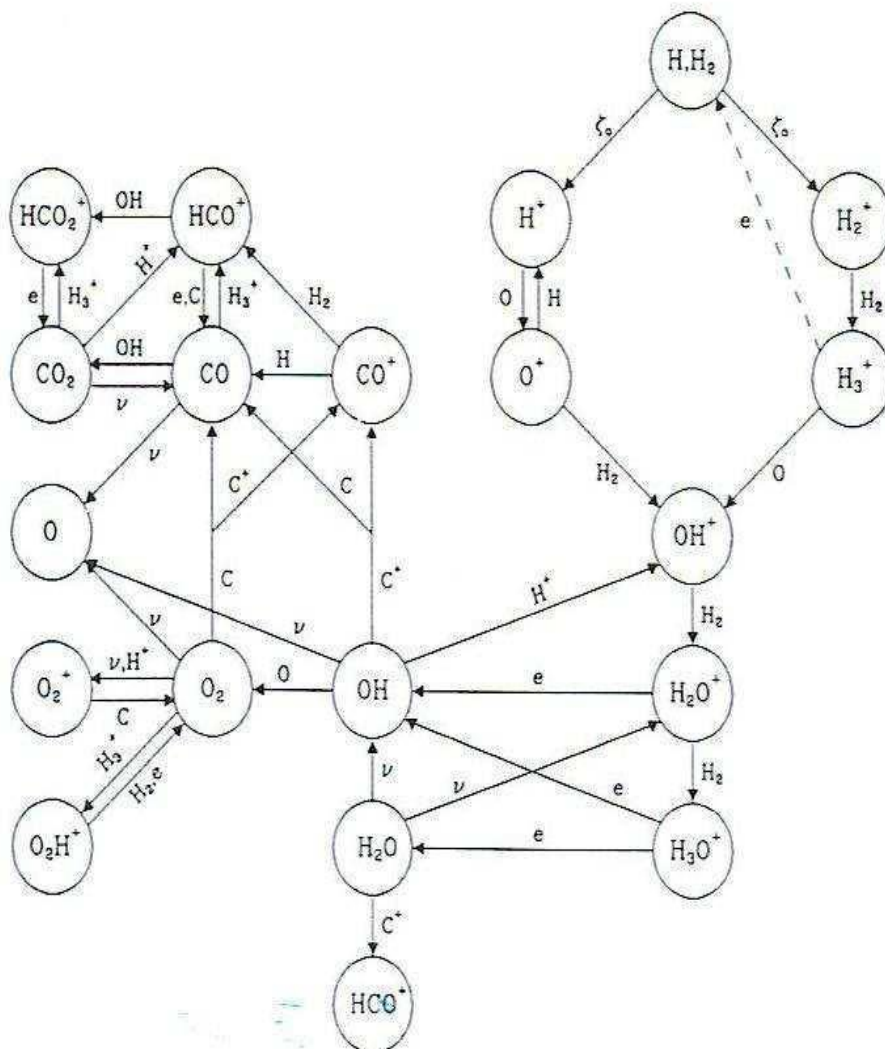 H,H₂
ζ₀ ζ₀
HCO₂⁺ OH HCO⁺ H⁺ H₂⁺
e H₃⁺ H⁺ e,C H₃⁺ H₂ O H e H₂
CO₂ OH CO H CO⁺ O⁺ H₃⁺
ν
ν C⁺ C H₂ O
O OH⁺
C C⁺ H⁺ H₂
ν ν
O₂⁺ ν,H⁺ O₂ O OH e H₂O⁺
C
H₃⁺ H₂,e ν ν e H₂
O₂H⁺ H₂O e H₃O⁺
C⁺
HCO⁺